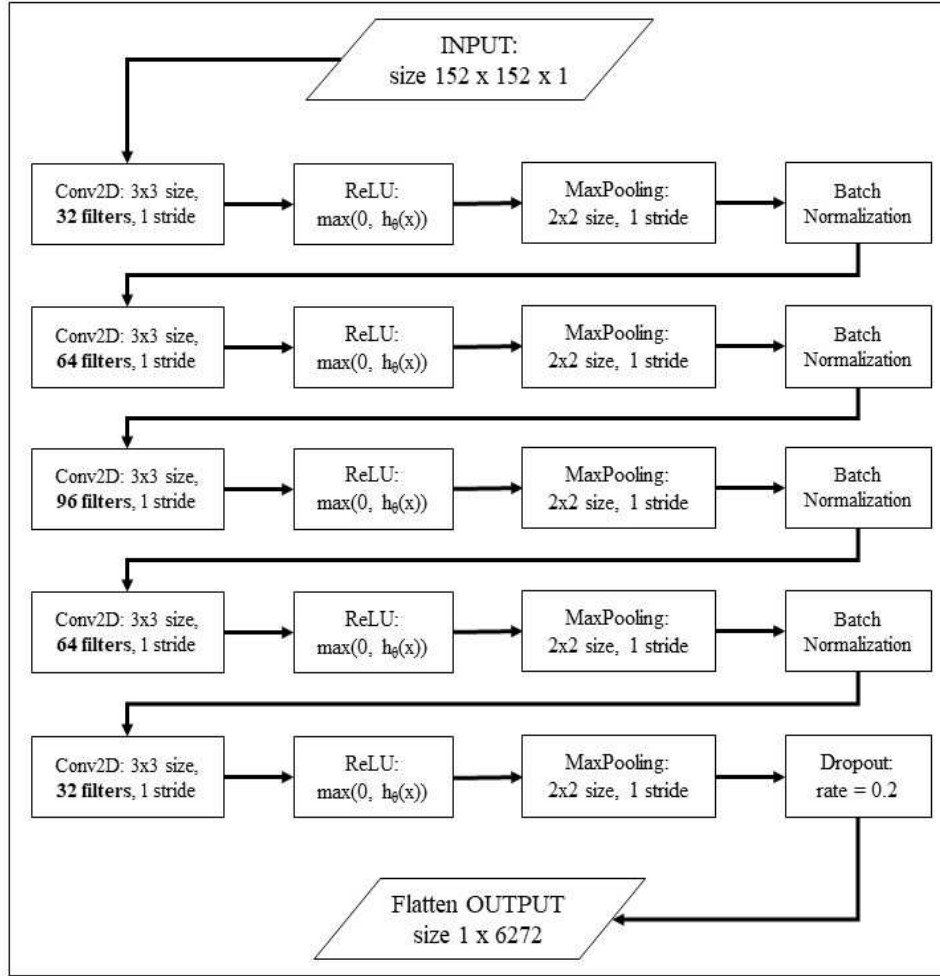 INPUT:
size 152 x 152 x 1
Conv2D: 3x3 size,
32 filters, 1 stride
ReLU:
max(0, hθ(x))
MaxPooling:
2x2 size, 1 stride
Batch
Normalization
Conv2D: 3x3 size,
64 filters, 1 stride
ReLU:
max(0, hθ(x))
MaxPooling:
2x2 size, 1 stride
Batch
Normalization
Conv2D: 3x3 size,
96 filters, 1 stride
ReLU:
max(0, hθ(x))
MaxPooling:
2x2 size, 1 stride
Batch
Normalization
Conv2D: 3x3 size,
64 filters, 1 stride
ReLU:
max(0, hθ(x))
MaxPooling:
2x2 size, 1 stride
Batch
Normalization
Conv2D: 3x3 size,
32 filters, 1 stride
ReLU:
max(0, hθ(x))
MaxPooling:
2x2 size, 1 stride
Dropout:
rate = 0.2
Flatten OUTPUT
size 1 x 6272